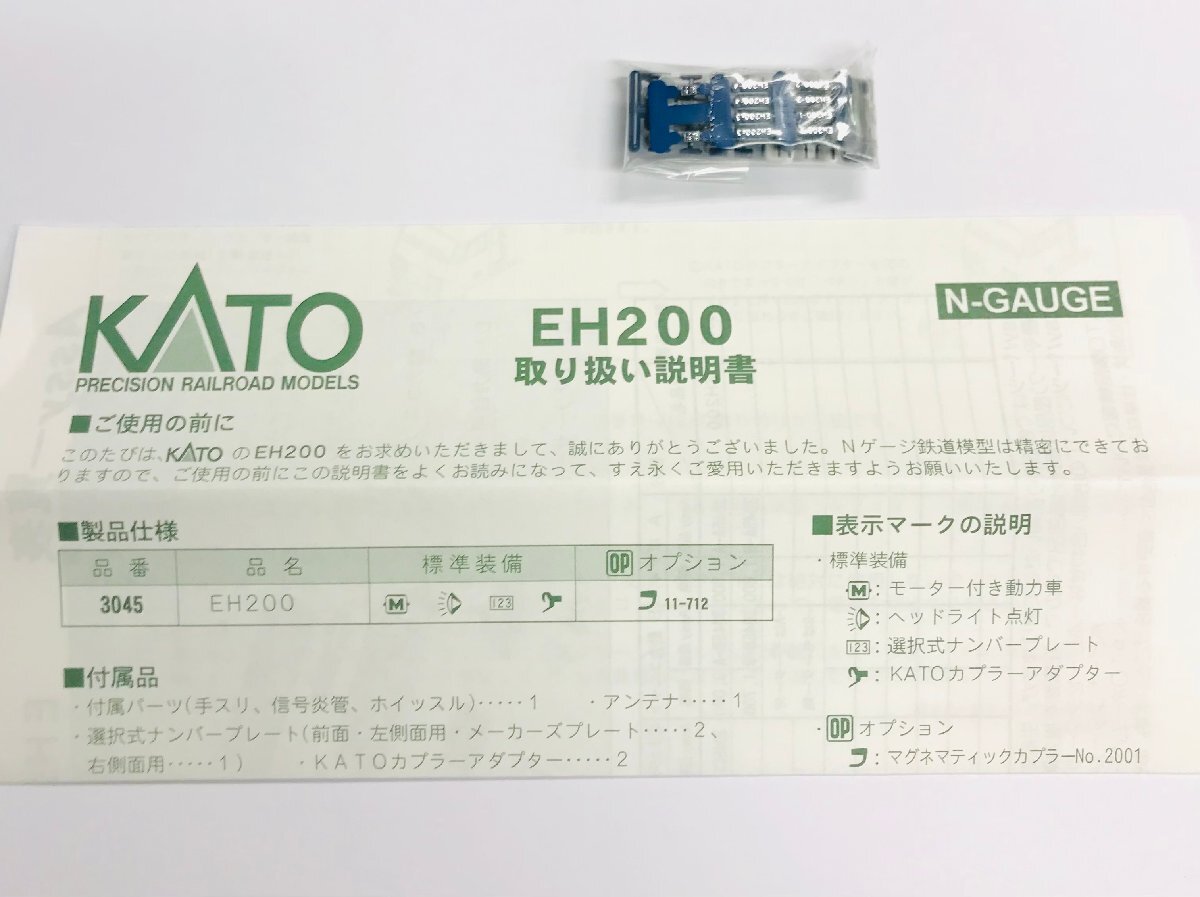 KATO
PRECISION RAILROAD MODELS
EH200
取り扱い説明書
N-GAUGE
■ご使用の前に
このたびは、KATO のEH200 をお求めいただきまして、誠にありがとうございました。Nゲージ鉄道模型は精密にできてお
りますので、ご使用の前にこの説明書をよくお読みになって、すえ永くご愛用いただきますようお願いいたします。
■製品仕様
品番 品名 標準装備 OP オプション
3045 EH200 M 123 11-712
■付属品
・付属パーツ(手スリ、信号炎管、ホイッスル)‥‥‥1 ・アンテナ‥‥‥1
・選択式ナンバープレート(前面・左側面用・メーカーズプレート‥‥‥2、
右側面用‥‥‥1) ・KATOカプラーアダプター‥‥‥2
■表示マークの説明
・標準装備
M：モーター付き動力車
：ヘッドライト点灯
123：選択式ナンバープレート
：KATOカプラーアダプター
・OP オプション
：マグネマティックカプラーNo.2001